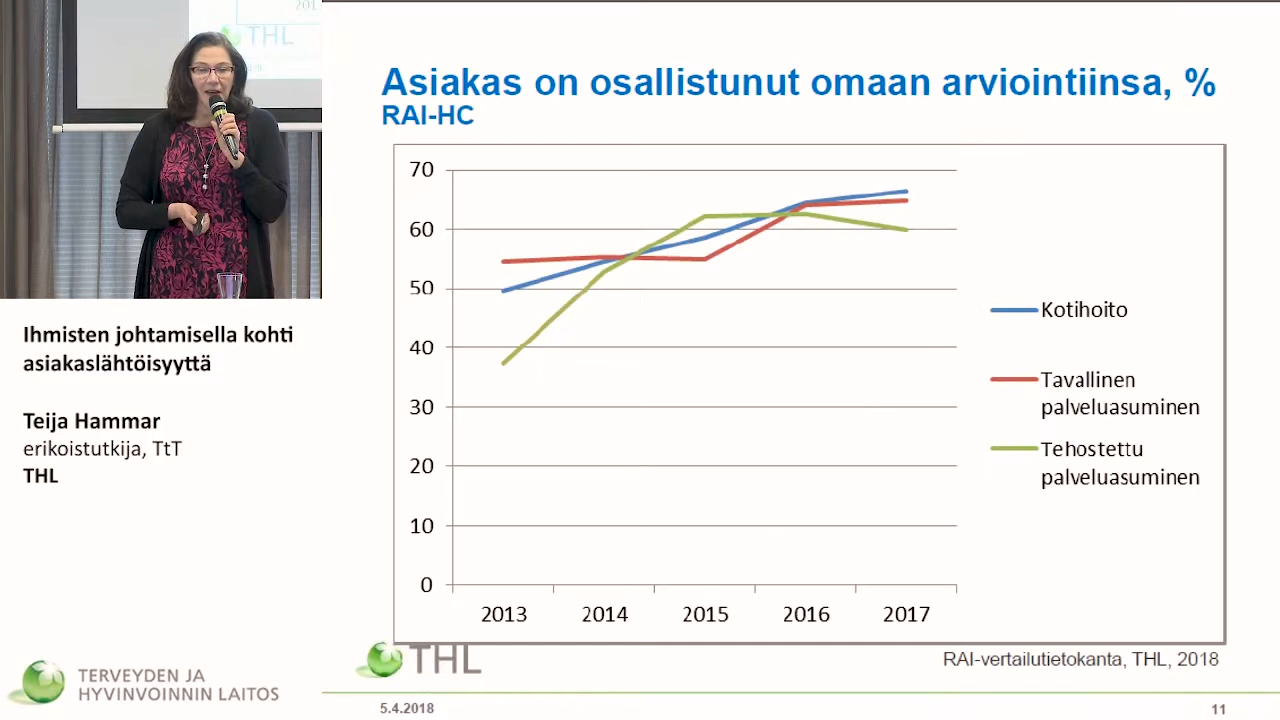 201
THL
Ihmisten johtamisella kohti
asiakaslähtöisyyttä
Teija Hammar
erikoistutkija, TtT
THL
TERVEYDEN JA
HYVINVOINNIN LAITOS
Asiakas on osallistunut omaan arviointiinsa, %
RAI-HC
70
60
50
40
30
20
10
0
2013 2014 2015 2016 2017
Kotihoito
Tavallinen
palveluasuminen
Tehostettu
palveluasuminen
THL
RAI-vertailutietokanta, THL, 2018
5.4.2018
11